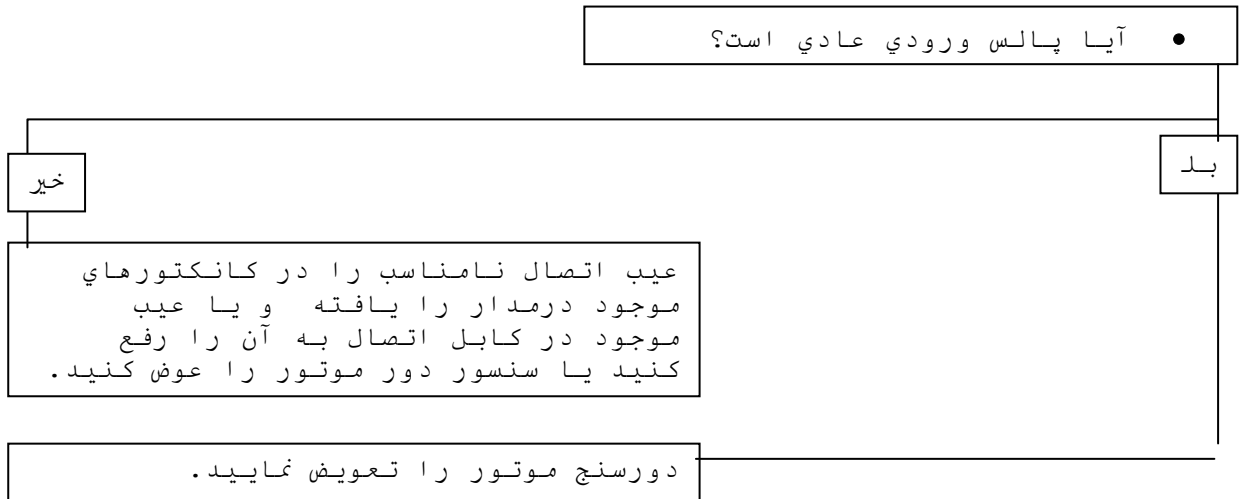 • آيا پالس ورودي عادي است؟
بلـ
خير
عيب اتصال نامناسب را در كانكتورهاي
موجود درمدار را يافته و يا عيب
موجود در كابل اتصال به آن را رفع
كنيد يا سنسور دور موتور را عوض كنيد.
دورسنج موتور را تعويض نماييد.